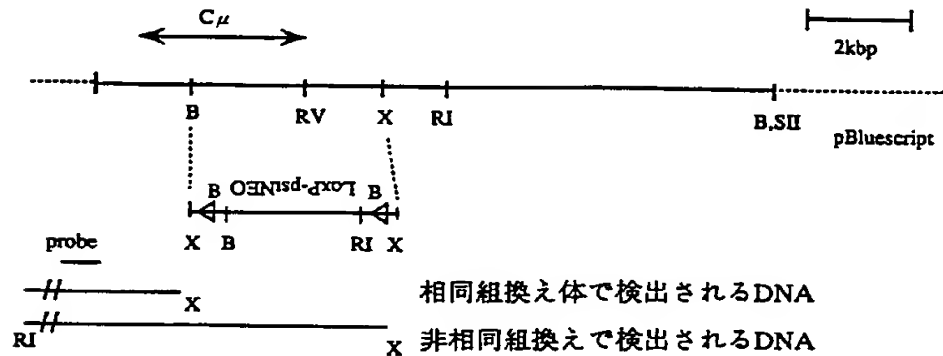 Cμ
2kbp
B RV X RI B,SII pBluescript
B LoxP-pstNEO B
X B RI X
probe
X 相同組換え体で検出されるDNA
RI X 非相同組換えで検出されるDNA